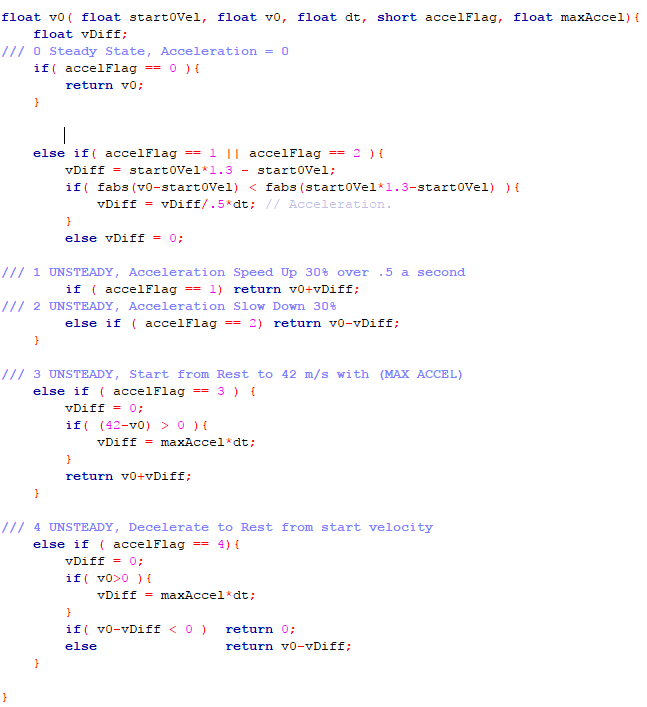 float v0( float start0Vel, float v0, float dt, short accelFlag, float maxAccel){
    float vDiff;
/// 0 Steady State, Acceleration = 0
    if( accelFlag == 0 ){
        return v0;
    }
    else if( accelFlag == 1 || accelFlag == 2 ){
        vDiff = start0Vel*1.3 - start0Vel;
        if( fabs(v0-start0Vel) < fabs(start0Vel*1.3-start0Vel) ){
            vDiff = vDiff/.5*dt; // Acceleration.
        }
        else vDiff = 0;
/// 1 UNSTEADY, Acceleration Speed Up 30% over .5 a second
        if ( accelFlag == 1) return v0+vDiff;
/// 2 UNSTEADY, Acceleration Slow Down 30%
        else if ( accelFlag == 2) return v0-vDiff;
    }
/// 3 UNSTEADY, Start from Rest to 42 m/s with (MAX ACCEL)
    else if ( accelFlag == 3 ) {
        vDiff = 0;
        if( (42-v0) > 0 ){
            vDiff = maxAccel*dt;
        }
        return v0+vDiff;
    }
/// 4 UNSTEADY, Decelerate to Rest from start velocity
    else if ( accelFlag == 4){
        vDiff = 0;
        if( v0>0 ){
            vDiff = maxAccel*dt;
        }
        if( v0-vDiff < 0 )  return 0;
        else                return v0-vDiff;
    }
}